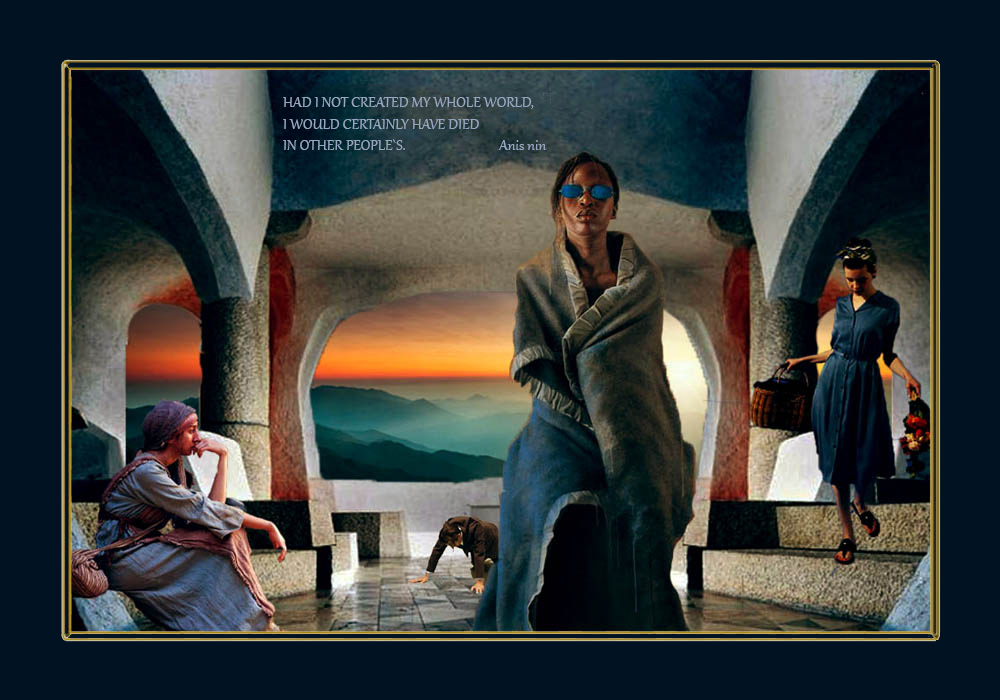 HAD I NOT CREATED MY WHOLE WORLD,
I WOULD CERTAINLY HAVE DIED
IN OTHER PEOPLE`S. Anis nin